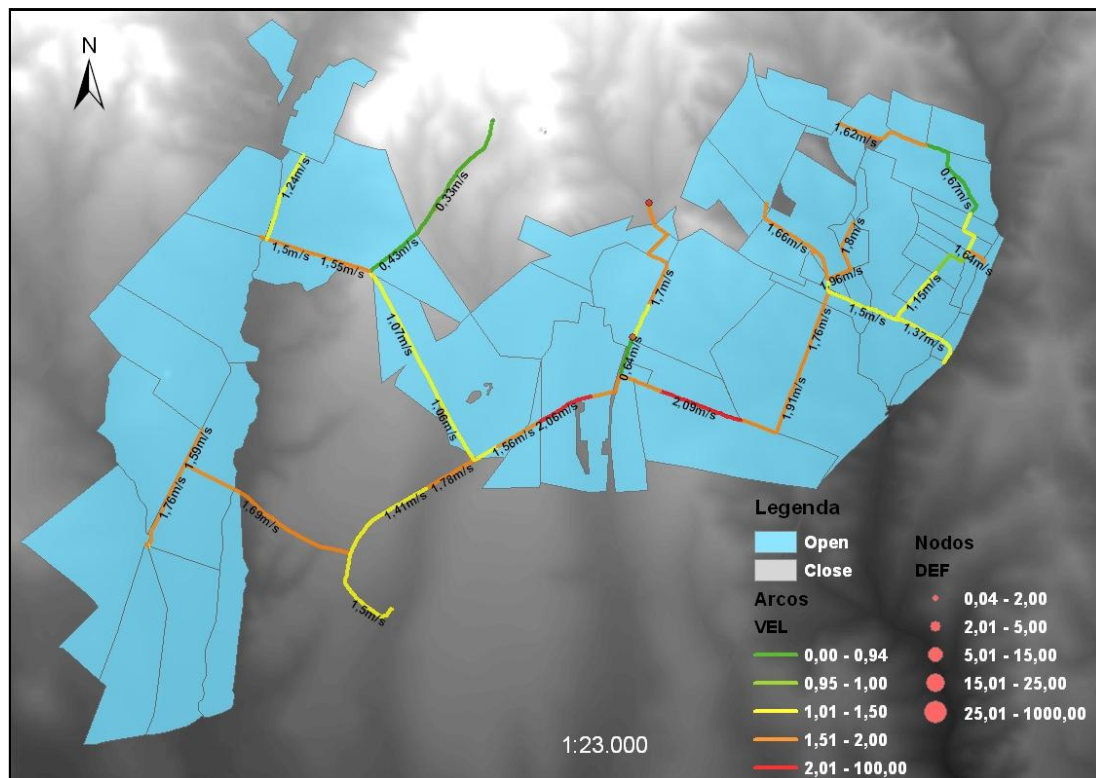 N
1,62m/s
0,67m/s
1,24m/s
0,33m/s
1,5m/s
1,55m/s
0,43m/s
1,66m/s
1,8m/s
1,64m/s
1,96m/s
1,15m/s
1,7m/s
1,5m/s
1,37m/s
1,07m/s
1,76m/s
0,64m/s
1,06m/s
1,91m/s
2,09m/s
2,06m/s
1,56m/s
1,59m/s
1,78m/s
1,76m/s
1,41m/s
1,69m/s
1,5m/s
Legenda
Open
Close
Arcos
VEL
0,00 - 0,94
0,95 - 1,00
1,01 - 1,50
1,51 - 2,00
2,01 - 100,00
Nodos
DEF
0,04 - 2,00
2,01 - 5,00
5,01 - 15,00
15,01 - 25,00
25,01 - 1000,00
1:23.000